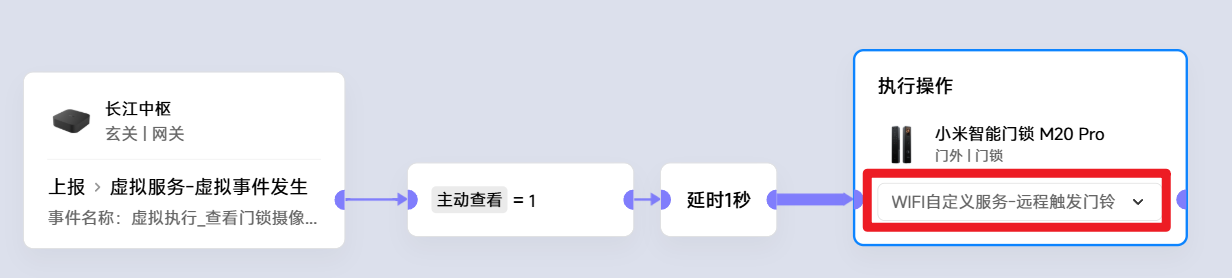 长江中枢
玄关 | 网关
上报 > 虚拟服务-虚拟事件发生
事件名称：虚拟执行_查看门锁摄像...
主动查看 = 1
延时1秒
执行操作
小米智能门锁 M20 Pro
门外 | 门锁
WIFI自定义服务-远程触发门铃